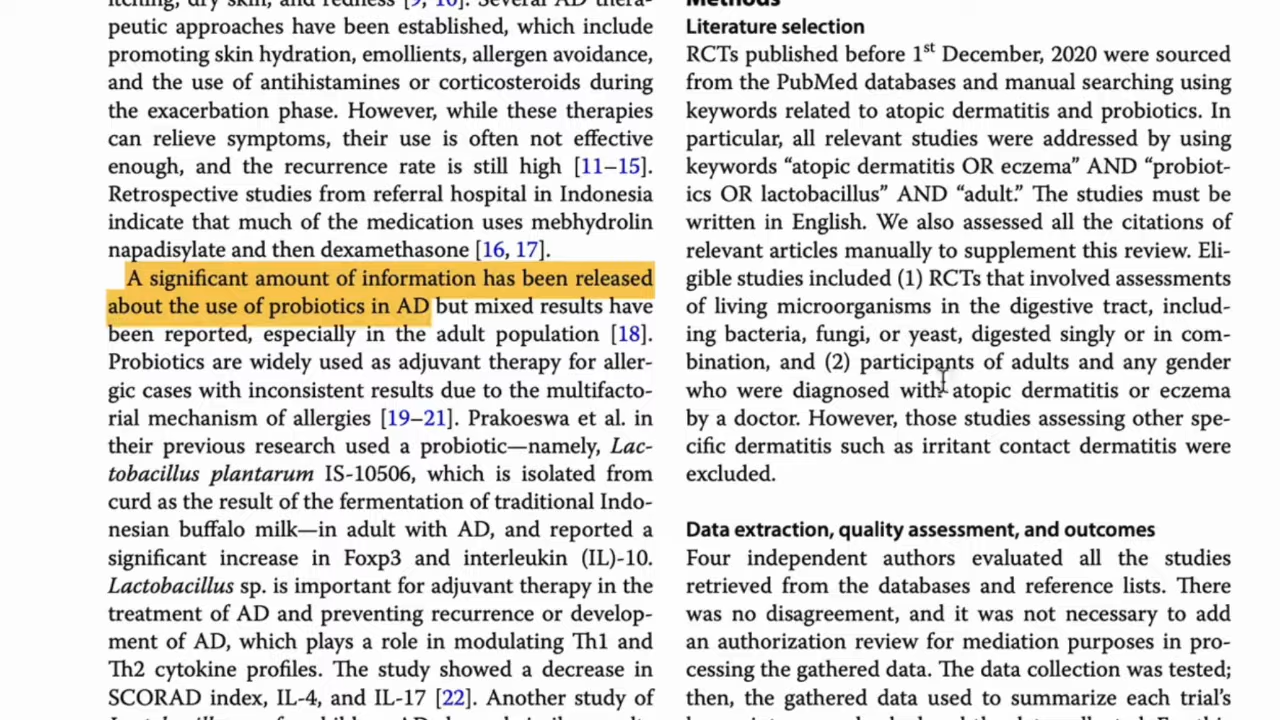 itching, dry skin, and redness [9, 10]. Several AD thera-
peutic approaches have been established, which include
promoting skin hydration, emollients, allergen avoidance,
and the use of antihistamines or corticosteroids during
the exacerbation phase. However, while these therapies
can relieve symptoms, their use is often not effective
enough, and the recurrence rate is still high [11–15].
Retrospective studies from referral hospital in Indonesia
indicate that much of the medication uses mebhydrolin
napadisylate and then dexamethasone [16, 17].
A significant amount of information has been released
about the use of probiotics in AD but mixed results have
been reported, especially in the adult population [18].
Probiotics are widely used as adjuvant therapy for aller-
gic cases with inconsistent results due to the multifacto-
rial mechanism of allergies [19–21]. Prakoeswa et al. in
their previous research used a probiotic—namely, Lac-
tobacillus plantarum IS-10506, which is isolated from
curd as the result of the fermentation of traditional Indo-
nesian buffalo milk—in adult with AD, and reported a
significant increase in Foxp3 and interleukin (IL)-10.
Lactobacillus sp. is important for adjuvant therapy in the
treatment of AD and preventing recurrence or develop-
ment of AD, which plays a role in modulating Th1 and
Th2 cytokine profiles. The study showed a decrease in
SCORAD index, IL-4, and IL-17 [22]. Another study of
Methods
Literature selection
RCTs published before 1st December, 2020 were sourced
from the PubMed databases and manual searching using
keywords related to atopic dermatitis and probiotics. In
particular, all relevant studies were addressed by using
keywords “atopic dermatitis OR eczema” AND “probiot-
ics OR lactobacillus” AND “adult.” The studies must be
written in English. We also assessed all the citations of
relevant articles manually to supplement this review. Eli-
gible studies included (1) RCTs that involved assessments
of living microorganisms in the digestive tract, includ-
ing bacteria, fungi, or yeast, digested singly or in com-
bination, and (2) participants of adults and any gender
who were diagnosed with atopic dermatitis or eczema
by a doctor. However, those studies assessing other spe-
cific dermatitis such as irritant contact dermatitis were
excluded.
Data extraction, quality assessment, and outcomes
Four independent authors evaluated all the studies
retrieved from the databases and reference lists. There
was no disagreement, and it was not necessary to add
an authorization review for mediation purposes in pro-
cessing the gathered data. The data collection was tested;
then, the gathered data used to summarize each trial’s